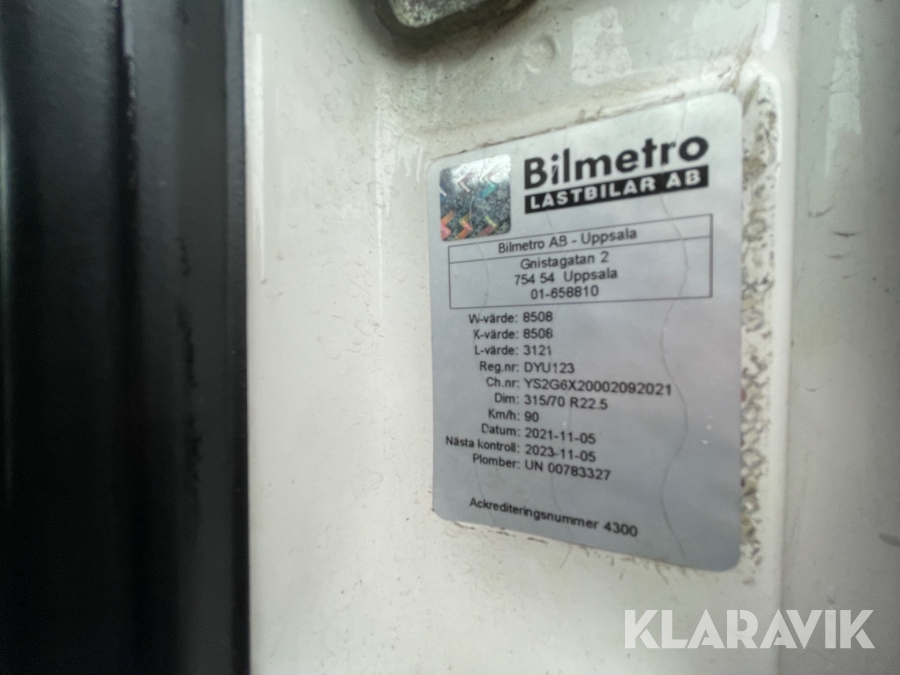 Bilmetro
LASTBILAR AB
Bilmetro AB - Uppsala
Gnistagatan 2
754 54 Uppsala
01-658810
W-värde: 8508
K-värde: 8508
L-värde: 3121
Reg.nr: DYU123
Ch.nr: YS2G6X20002092021
Dim: 315/70 R22.5
Km/h: 90
Datum: 2021-11-05
Nästa kontroll: 2023-11-05
Plomber: UN 00783327
Ackrediteringsnummer 4300
KLARAVIK